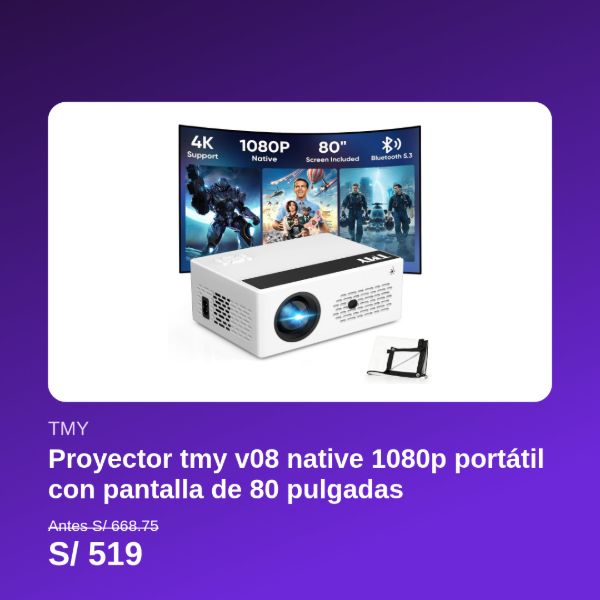 4K 1080P 80"
Support Native Screen Included Bluetooth 5.3
TMY
TMY
Proyector tmy v08 native 1080p portátil
con pantalla de 80 pulgadas
Antes S/ 668.75
S/ 519